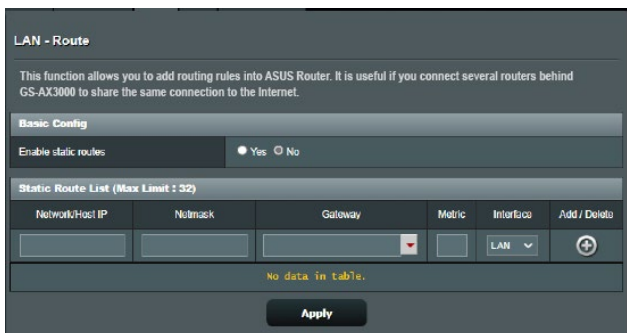 LAN - Route
This function allows you to add routing rules into ASUS Router. It is useful if you connect several routers behind
GS-AX3000 to share the same connection to the Internet.
Basic Config
Enable static routes Yes No
Static Route List (Max Limit : 32)
Network/Host IP Netmask Gateway Metric Interface Add / Delete
LAN
No data in table.
Apply